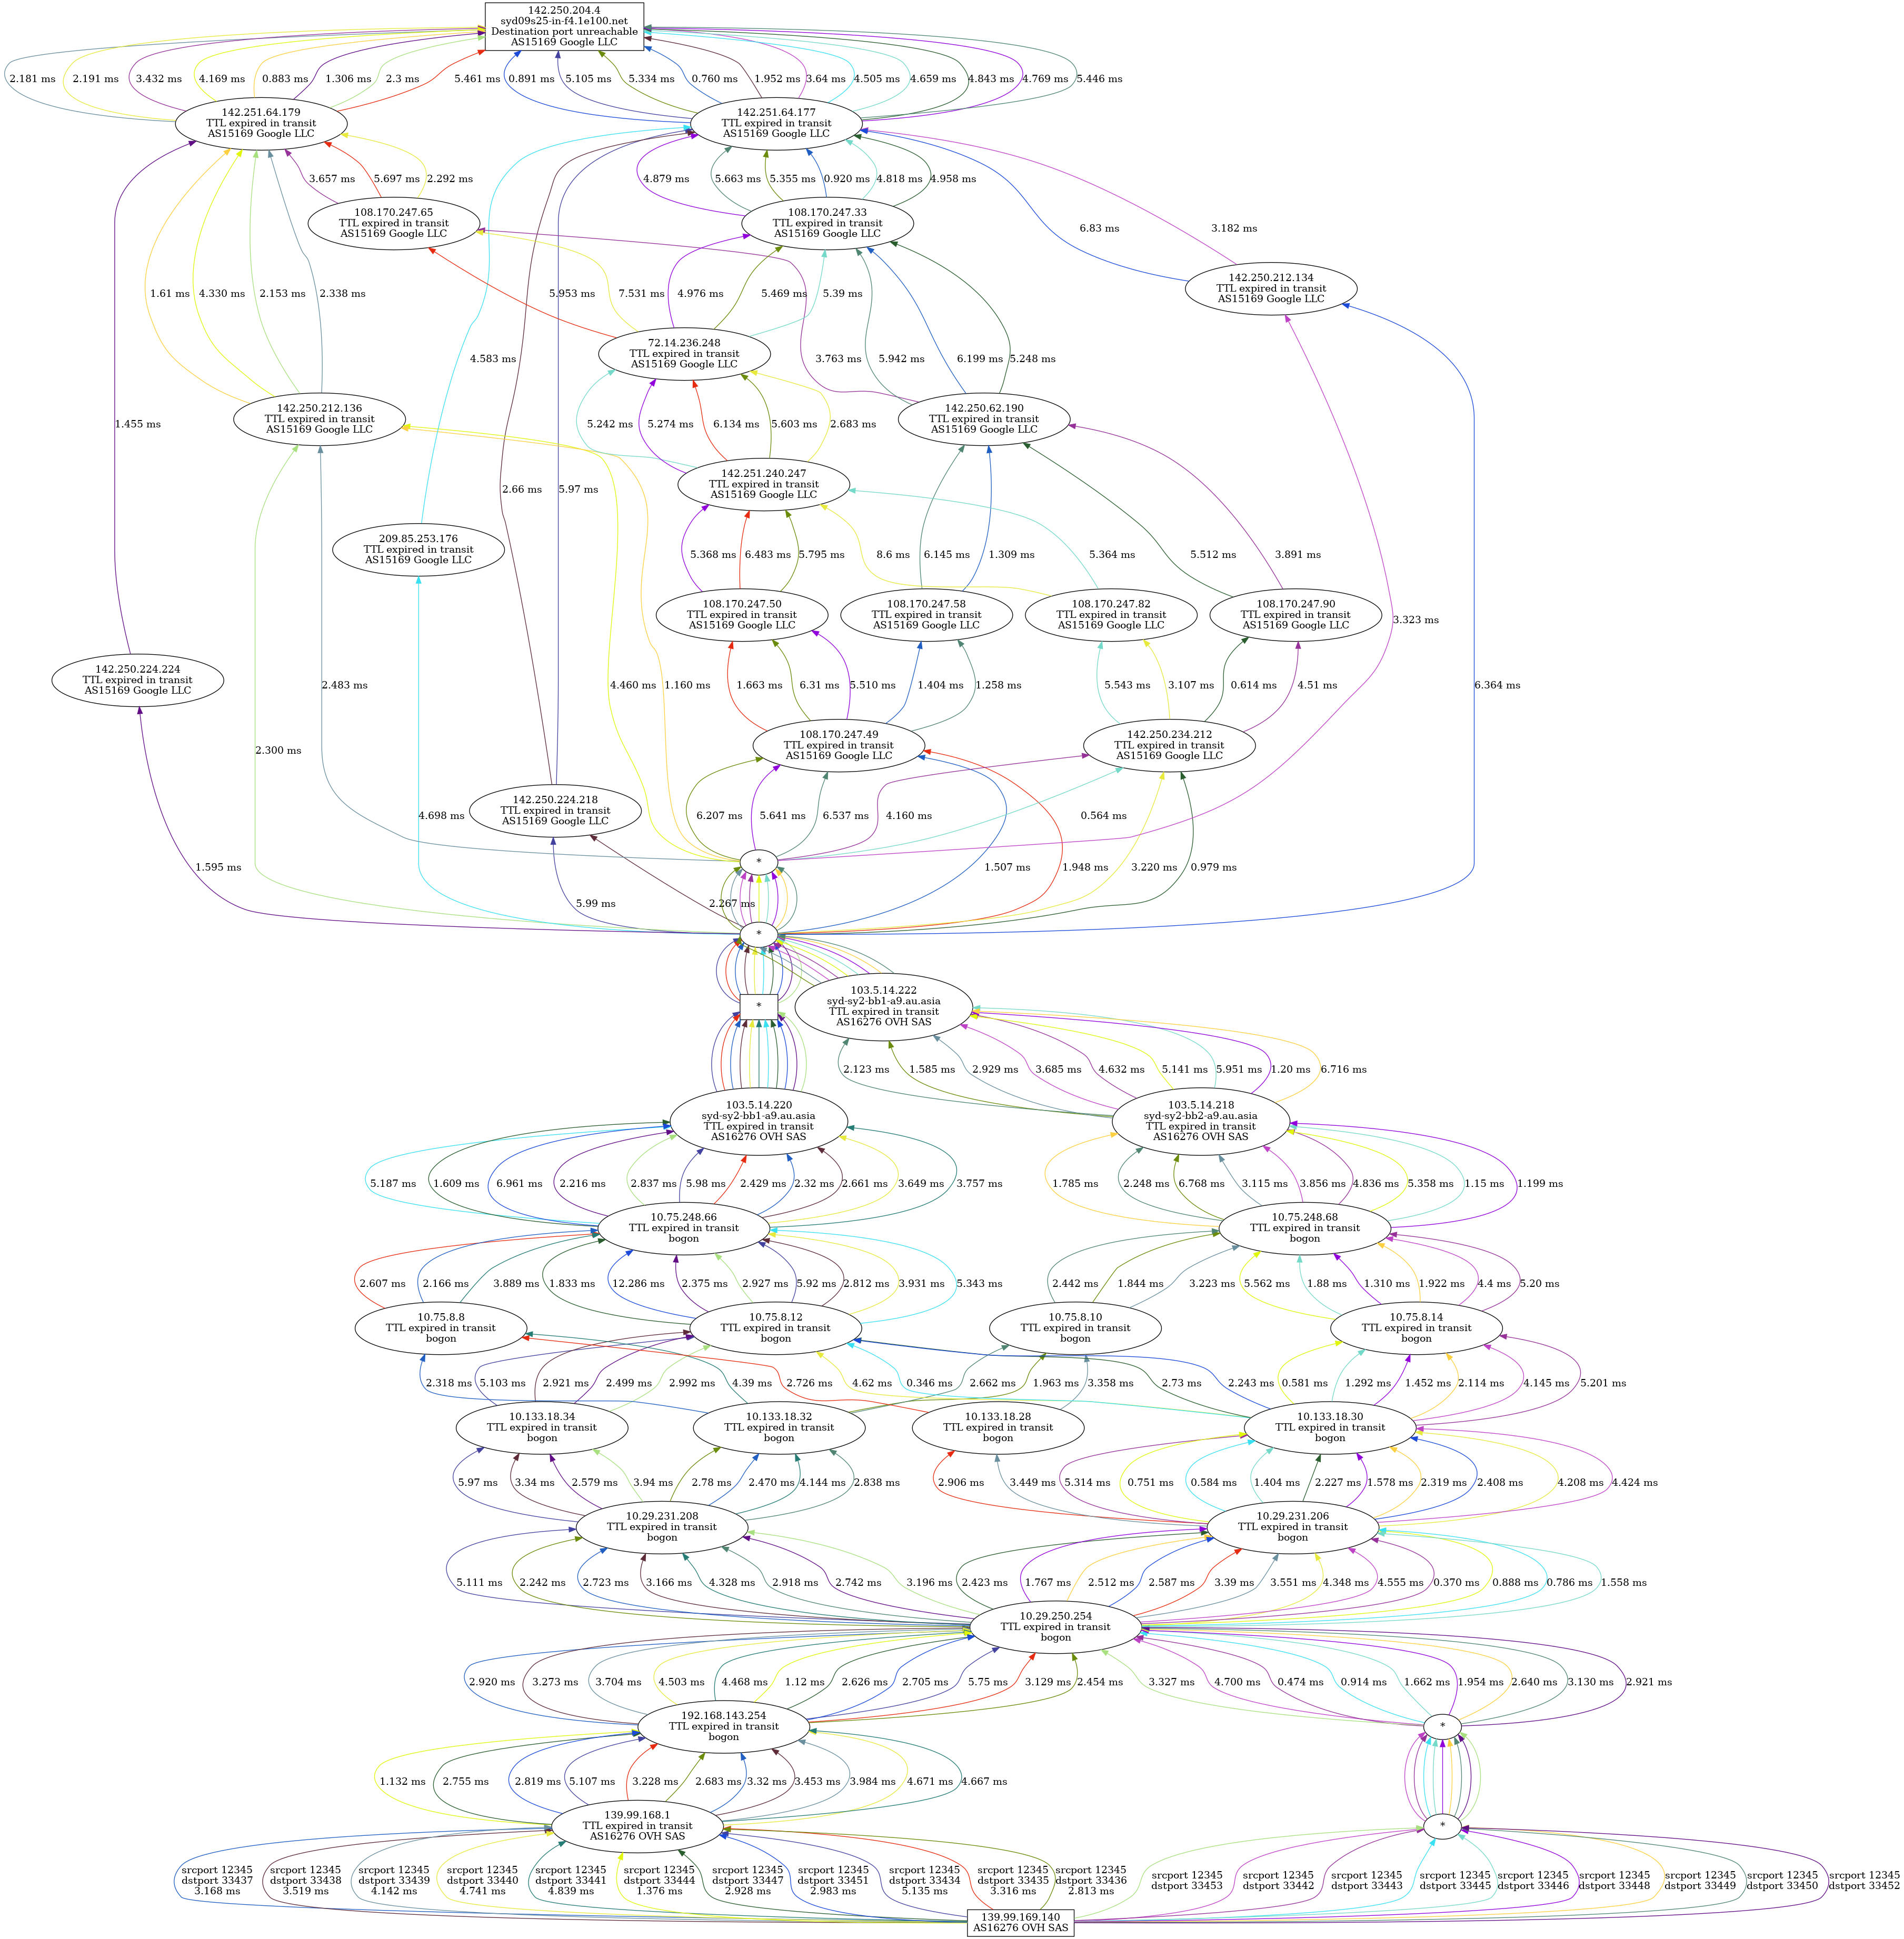 142.250.204.4
syd09s25-in-f4.1e100.net
Destination port unreachable
AS15169 Google LLC
2.181 ms
2.191 ms
3.432 ms
4.169 ms
0.883 ms
1.306 ms
2.3 ms
5.461 ms
0.891 ms
5.105 ms
5.334 ms
0.760 ms
1.952 ms
3.64 ms
4.505 ms
4.659 ms
4.843 ms
4.769 ms
5.446 ms
142.251.64.179
TTL expired in transit
AS15169 Google LLC
142.251.64.177
TTL expired in transit
AS15169 Google LLC
3.657 ms
5.697 ms
2.292 ms
4.879 ms
5.663 ms
5.355 ms
0.920 ms
4.818 ms
4.958 ms
108.170.247.65
TTL expired in transit
AS15169 Google LLC
108.170.247.33
TTL expired in transit
AS15169 Google LLC
6.83 ms
3.182 ms
142.250.212.134
TTL expired in transit
AS15169 Google LLC
1.61 ms
4.330 ms
2.153 ms
2.338 ms
5.953 ms
7.531 ms
4.976 ms
5.469 ms
5.39 ms
72.14.236.248
TTL expired in transit
AS15169 Google LLC
4.583 ms
3.763 ms
5.942 ms
6.199 ms
5.248 ms
142.250.212.136
TTL expired in transit
AS15169 Google LLC
142.250.62.190
TTL expired in transit
AS15169 Google LLC
1.455 ms
5.242 ms
5.274 ms
6.134 ms
5.603 ms
2.683 ms
142.251.240.247
TTL expired in transit
AS15169 Google LLC
2.66 ms
5.97 ms
209.85.253.176
TTL expired in transit
AS15169 Google LLC
5.368 ms
6.483 ms
5.795 ms
8.6 ms
6.145 ms
1.309 ms
5.364 ms
5.512 ms
3.891 ms
108.170.247.50
TTL expired in transit
AS15169 Google LLC
108.170.247.58
TTL expired in transit
AS15169 Google LLC
108.170.247.82
TTL expired in transit
AS15169 Google LLC
108.170.247.90
TTL expired in transit
AS15169 Google LLC
3.323 ms
142.250.224.224
TTL expired in transit
AS15169 Google LLC
2.483 ms
4.460 ms
1.160 ms
1.663 ms
6.31 ms
5.510 ms
1.404 ms
1.258 ms
5.543 ms
3.107 ms
0.614 ms
4.51 ms
6.364 ms
2.300 ms
108.170.247.49
TTL expired in transit
AS15169 Google LLC
142.250.234.212
TTL expired in transit
AS15169 Google LLC
142.250.224.218
TTL expired in transit
AS15169 Google LLC
4.698 ms
6.207 ms
5.641 ms
6.537 ms
4.160 ms
0.564 ms
1.595 ms
*
1.507 ms
1.948 ms
3.220 ms
0.979 ms
5.99 ms
2.267 ms
*
*
103.5.14.222
syd-sy2-bb1-a9.au.asia
TTL expired in transit
AS16276 OVH SAS
2.123 ms
1.585 ms
2.929 ms
3.685 ms
4.632 ms
5.141 ms
5.951 ms
1.20 ms
6.716 ms
103.5.14.220
syd-sy2-bb1-a9.au.asia
TTL expired in transit
AS16276 OVH SAS
103.5.14.218
syd-sy2-bb2-a9.au.asia
TTL expired in transit
AS16276 OVH SAS
5.187 ms
1.609 ms
6.961 ms
2.216 ms
2.837 ms
5.98 ms
2.429 ms
2.32 ms
2.661 ms
3.649 ms
3.757 ms
1.785 ms
2.248 ms
6.768 ms
3.115 ms
3.856 ms
4.836 ms
5.358 ms
1.15 ms
1.199 ms
10.75.248.66
TTL expired in transit
bogon
10.75.248.68
TTL expired in transit
bogon
2.607 ms
2.166 ms
3.889 ms
1.833 ms
12.286 ms
2.375 ms
2.927 ms
5.92 ms
2.812 ms
3.931 ms
5.343 ms
2.442 ms
1.844 ms
3.223 ms
5.562 ms
1.88 ms
1.310 ms
1.922 ms
4.4 ms
5.20 ms
10.75.8.8
TTL expired in transit
bogon
10.75.8.12
TTL expired in transit
bogon
10.75.8.10
TTL expired in transit
bogon
10.75.8.14
TTL expired in transit
bogon
2.318 ms
5.103 ms
2.921 ms
2.499 ms
2.992 ms
4.39 ms
2.726 ms
4.62 ms
0.346 ms
2.662 ms
1.963 ms
3.358 ms
2.73 ms
2.243 ms
0.581 ms
1.292 ms
1.452 ms
2.114 ms
4.145 ms
5.201 ms
10.133.18.34
TTL expired in transit
bogon
10.133.18.32
TTL expired in transit
bogon
10.133.18.28
TTL expired in transit
bogon
10.133.18.30
TTL expired in transit
bogon
5.97 ms
3.34 ms
2.579 ms
3.94 ms
2.78 ms
2.470 ms
4.144 ms
2.838 ms
2.906 ms
3.449 ms
5.314 ms
0.751 ms
0.584 ms
1.404 ms
2.227 ms
1.578 ms
2.319 ms
2.408 ms
4.208 ms
4.424 ms
10.29.231.208
TTL expired in transit
bogon
10.29.231.206
TTL expired in transit
bogon
5.111 ms
2.242 ms
2.723 ms
3.166 ms
4.328 ms
2.918 ms
2.742 ms
3.196 ms
2.423 ms
1.767 ms
2.512 ms
2.587 ms
3.39 ms
3.551 ms
4.348 ms
4.555 ms
0.370 ms
0.888 ms
0.786 ms
1.558 ms
10.29.250.254
TTL expired in transit
bogon
2.920 ms
3.273 ms
3.704 ms
4.503 ms
4.468 ms
1.12 ms
2.626 ms
2.705 ms
5.75 ms
3.129 ms
2.454 ms
3.327 ms
4.700 ms
0.474 ms
0.914 ms
1.662 ms
1.954 ms
2.640 ms
3.130 ms
2.921 ms
192.168.143.254
TTL expired in transit
bogon
*
1.132 ms
2.755 ms
2.819 ms
5.107 ms
3.228 ms
2.683 ms
3.32 ms
3.453 ms
3.984 ms
4.671 ms
4.667 ms
139.99.168.1
TTL expired in transit
AS16276 OVH SAS
*
srcport 12345
dstport 33437
3.168 ms
srcport 12345
dstport 33438
3.519 ms
srcport 12345
dstport 33439
4.142 ms
srcport 12345
dstport 33440
4.741 ms
srcport 12345
dstport 33441
4.839 ms
srcport 12345
dstport 33444
1.376 ms
srcport 12345
dstport 33447
2.928 ms
srcport 12345
dstport 33451
2.983 ms
srcport 12345
dstport 33434
5.135 ms
srcport 12345
dstport 33435
3.316 ms
srcport 12345
dstport 33436
2.813 ms
srcport 12345
dstport 33453
srcport 12345
dstport 33442
srcport 12345
dstport 33443
srcport 12345
dstport 33445
srcport 12345
dstport 33446
srcport 12345
dstport 33448
srcport 12345
dstport 33449
srcport 12345
dstport 33450
srcport 12345
dstport 33452
139.99.169.140
AS16276 OVH SAS